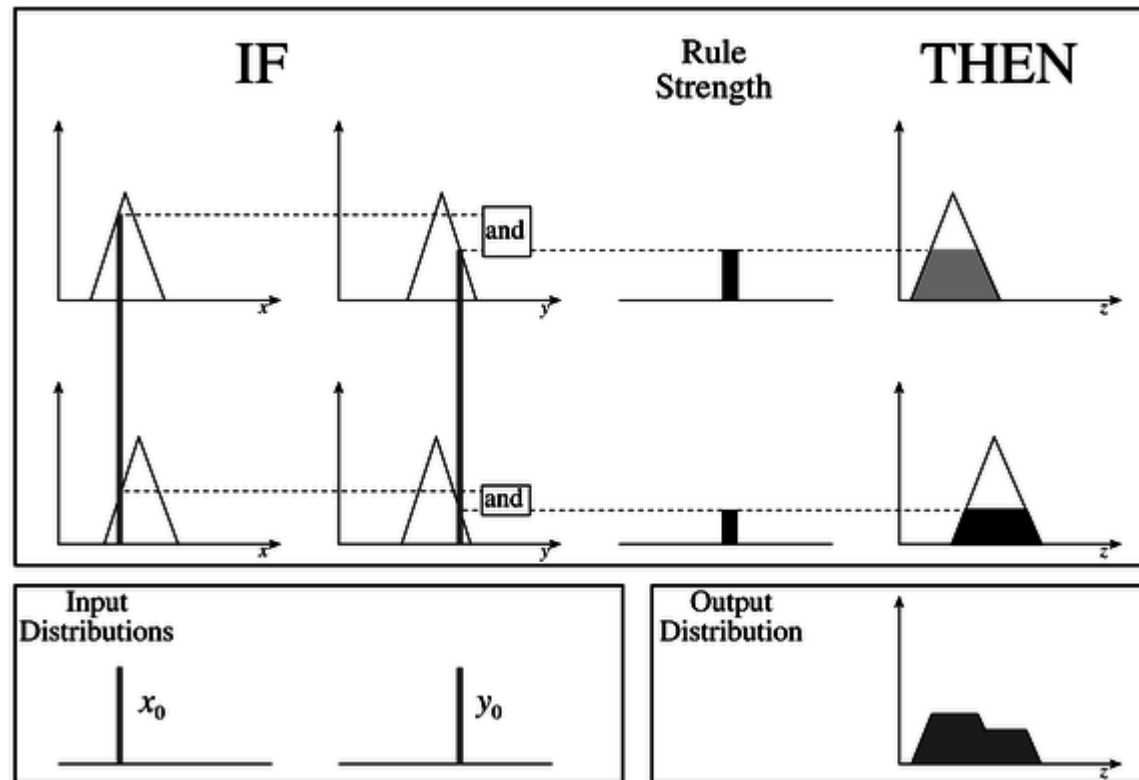 IF
Rule
Strength
THEN
and
x
y
z
and
x
y
z
Input
Distributions
x₀
y₀
Output
Distribution
z